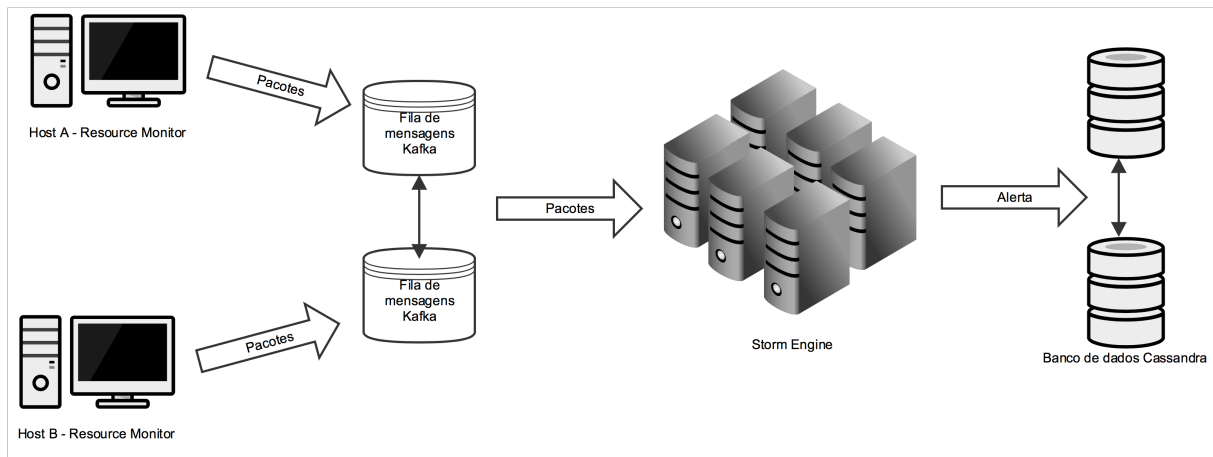 Host A - Resource Monitor
Pacotes
Fila de
mensagens
Kafka
Fila de
mensagens
Kafka
Pacotes
Host B - Resource Monitor
Pacotes
Storm Engine
Alerta
Banco de dados Cassandra